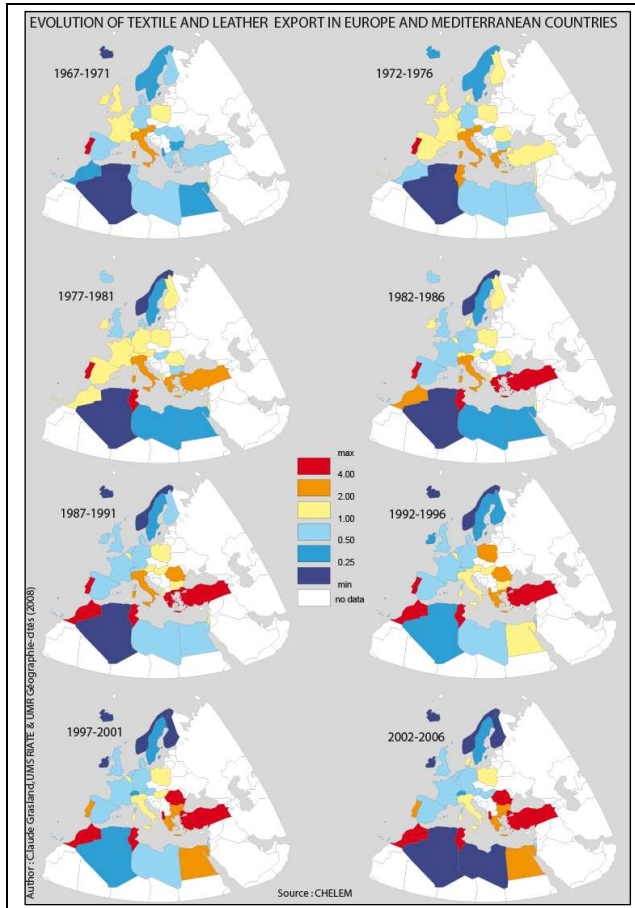 EVOLUTION OF TEXTILE AND LEATHER EXPORT IN EUROPE AND MEDITERRANEAN COUNTRIES
1967-1971
1972-1976
1977-1981
1982-1986
max
4.00
2.00
1.00
0.50
0.25
min
no data
1987-1991
1992-1996
1997-2001
2002-2006
Source : CHELEM
Author : Claude Grasland, UMS RIATE & UMR Géographie-cités (2008)